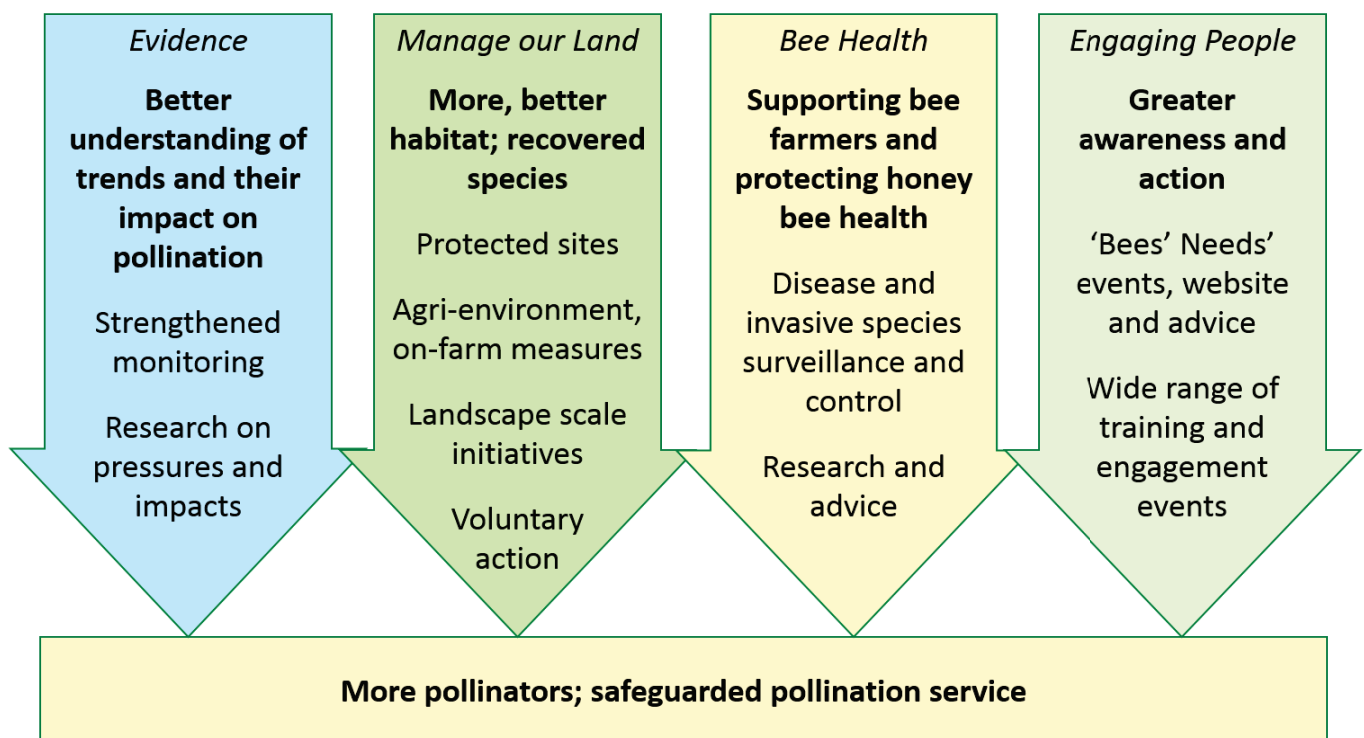 Evidence
Better
understanding of
trends and their
impact on
pollination
Strengthened
monitoring
Research on
pressures and
impacts
Manage our Land
More, better
habitat; recovered
species
Protected sites
Agri-environment,
on-farm measures
Landscape scale
initiatives
Voluntary
action
Bee Health
Supporting bee
farmers and
protecting honey
bee health
Disease and
invasive species
surveillance and
control
Research and
advice
Engaging People
Greater
awareness and
action
‘Bees’ Needs’
events, website
and advice
Wide range of
training and
engagement
events
More pollinators; safeguarded pollination service